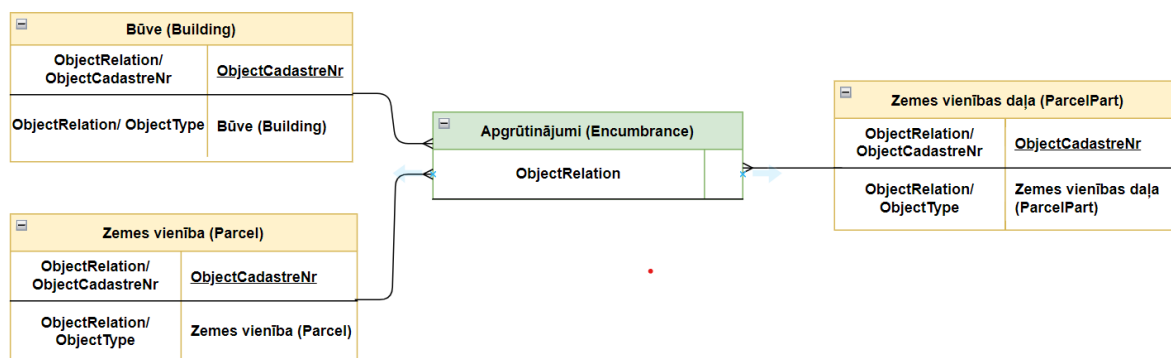 Būve (Building)
ObjectRelation/
ObjectCadastreNr
ObjectCadastreNr
ObjectRelation/ ObjectType
Būve (Building)
Zemes vienība (Parcel)
ObjectRelation/
ObjectCadastreNr
ObjectCadastreNr
ObjectRelation/
ObjectType
Zemes vienība (Parcel)
Apgrūtinājumi (Encumbrance)
ObjectRelation
Zemes vienības daļa (ParcelPart)
ObjectRelation/
ObjectCadastreNr
ObjectCadastreNr
ObjectRelation/
ObjectType
Zemes vienības daļa
(ParcelPart)